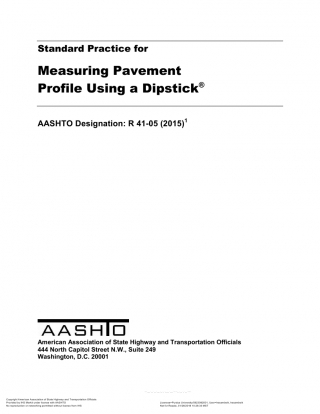 Standard Practice for
Measuring Pavement
Profile Using a Dipstick®
AASHTO Designation: R 41-05 (2015)1
AASHTO
American Association of State Highway and Transportation Officials
444 North Capitol Street N.W., Suite 249
Washington, D.C. 20001